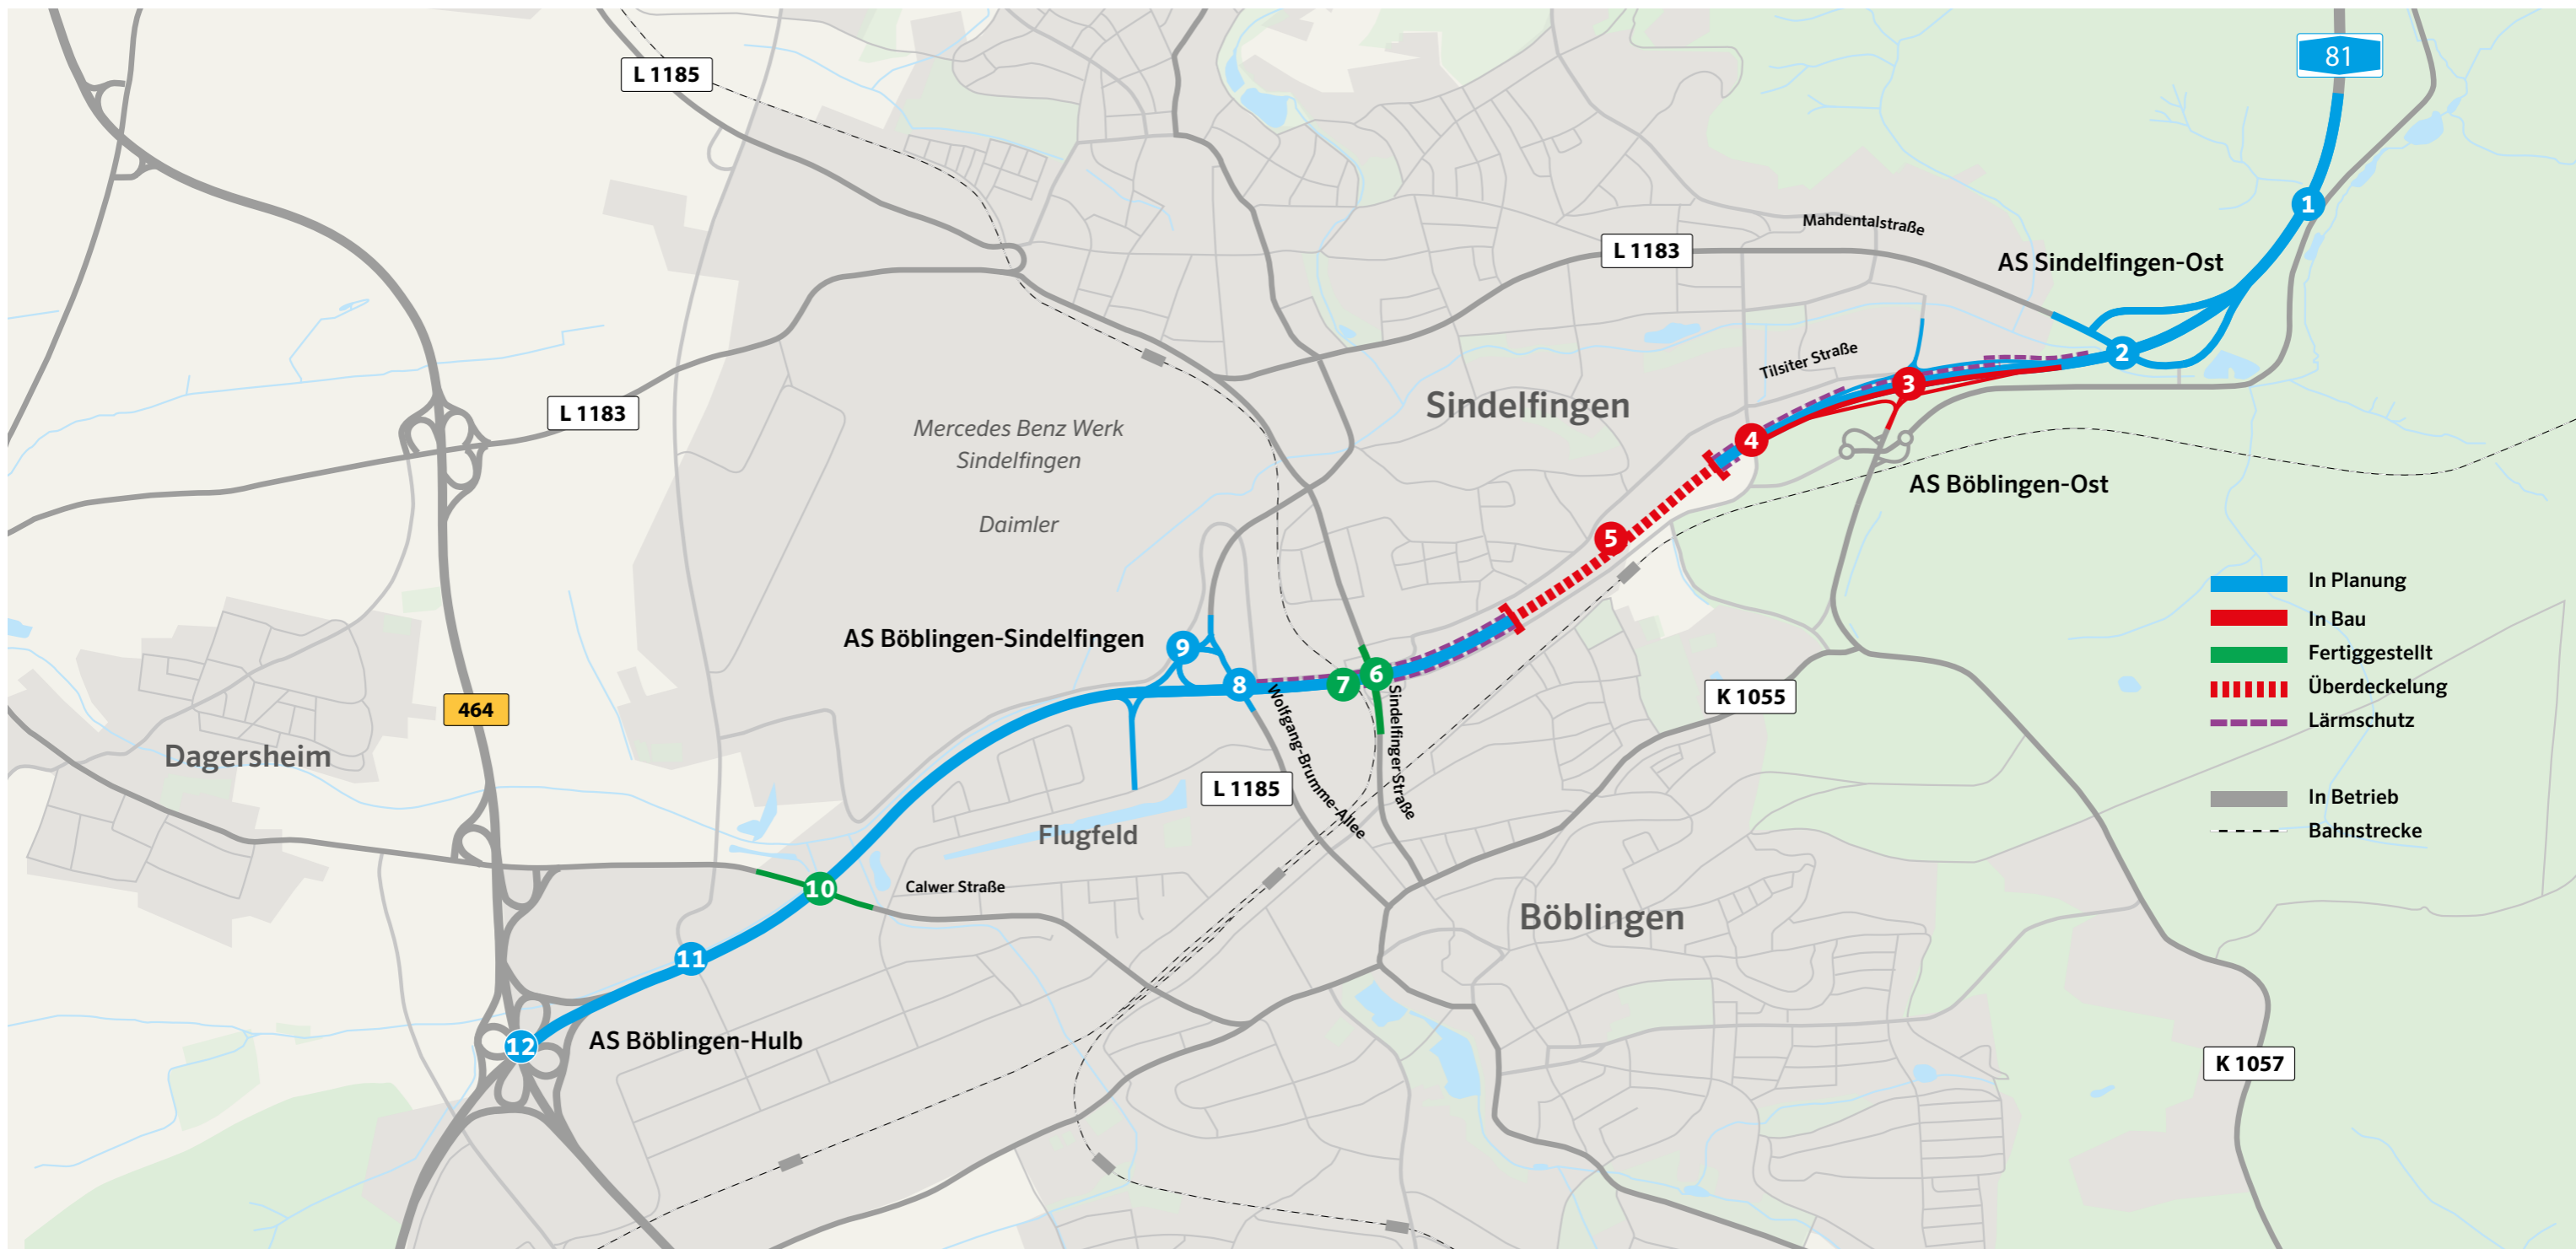 81
L 1185
1
Mahdentalstraße
L 1183
AS Sindelfingen-Ost
2
Tilsiter Straße
3
Sindelfingen
L 1183
Mercedes Benz Werk
Sindelfingen
4
AS Böblingen-Ost
Daimler
5
In Planung
In Bau
Fertiggestellt
Überdeckelung
Lärmschutz
In Betrieb
Bahnstrecke
AS Böblingen-Sindelfingen
9
8
7
6
K 1055
464
Wolfgang-Brumme-Allee
Sindelfinger Straße
Dagersheim
L 1185
Flugfeld
10
Calwer Straße
Böblingen
11
AS Böblingen-Hulb
12
K 1057